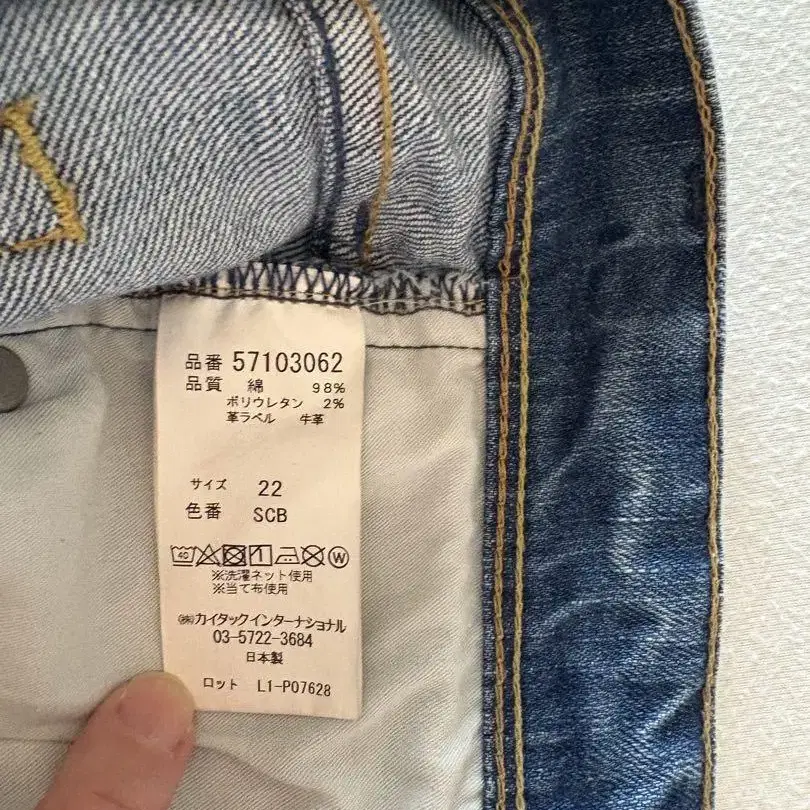 品番 57103062
品質 綿 98%
ポリウレタン 2%
革ラベル 牛革
サイズ 22
色番 SCB
40 1 W
※洗濯ネット使用
※当て布使用
㈱カイタックインターナショナル
03-5722-3684
日本製
ロット L1-P07628